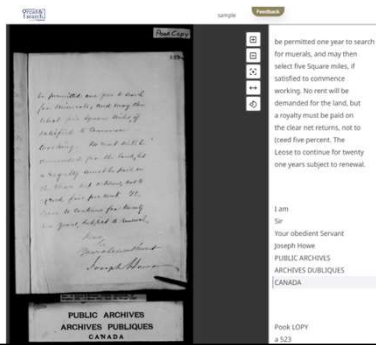 sample
Feedback
Poor Copy
be permitted one year to search
for minerals, and may then
select five Square miles, if
satisfied to commence
working. No rent will be
demanded for the land, but
a royalty must be paid on
the clear net returns, not to
exceed five per cent. The
Lease to continue for twenty
one years, subject to renewal.
Your obedient Servant
Joseph Howe
PUBLIC ARCHIVES
ARCHIVES PUBLIQUES
CANADA
be permitted one year to search
for muerals, and may then
select five Square miles, if
satisfied to commence
working. No rent will be
demanded for the land, but
a royalty must be paid on
the clear net returns, not to
(ceed five percent. The
Leose to continue for twenty
one years subject to renewal.
I am
Sir
Your obedient Servant
Joseph Howe
PUBLIC ARCHIVES
ARCHIVES DUBLIQUES
CANADA
Pook LOPY
a 523